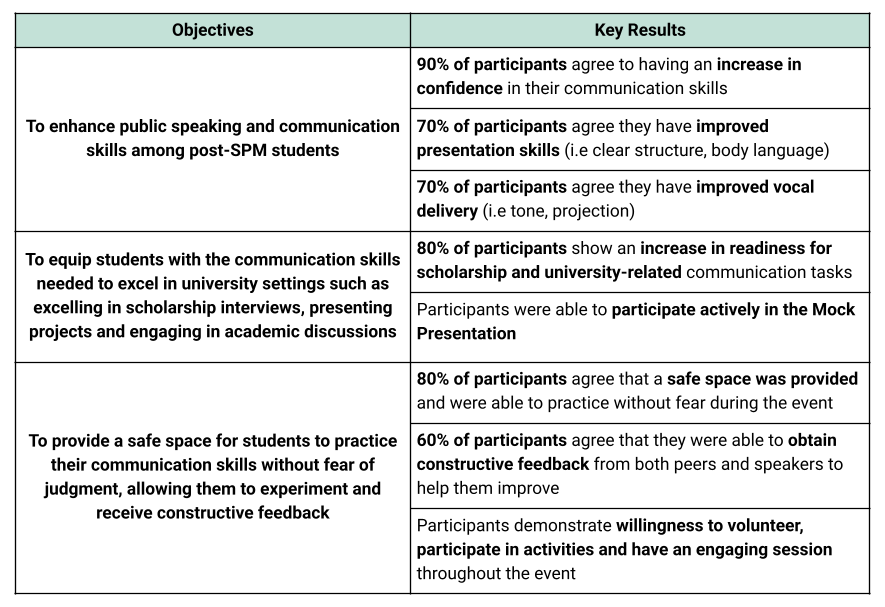 Objectives
Key Results
To enhance public speaking and communication
skills among post-SPM students
90% of participants agree to having an increase in
confidence in their communication skills
70% of participants agree they have improved
presentation skills (i.e clear structure, body language)
70% of participants agree they have improved vocal
delivery (i.e tone, projection)
To equip students with the communication skills
needed to excel in university settings such as
excelling in scholarship interviews, presenting
projects and engaging in academic discussions
80% of participants show an increase in readiness for
scholarship and university-related communication tasks
Participants were able to participate actively in the Mock
Presentation
To provide a safe space for students to practice
their communication skills without fear of
judgment, allowing them to experiment and
receive constructive feedback
80% of participants agree that a safe space was provided
and were able to practice without fear during the event
60% of participants agree that they were able to obtain
constructive feedback from both peers and speakers to
help them improve
Participants demonstrate willingness to volunteer,
participate in activities and have an engaging session
throughout the event